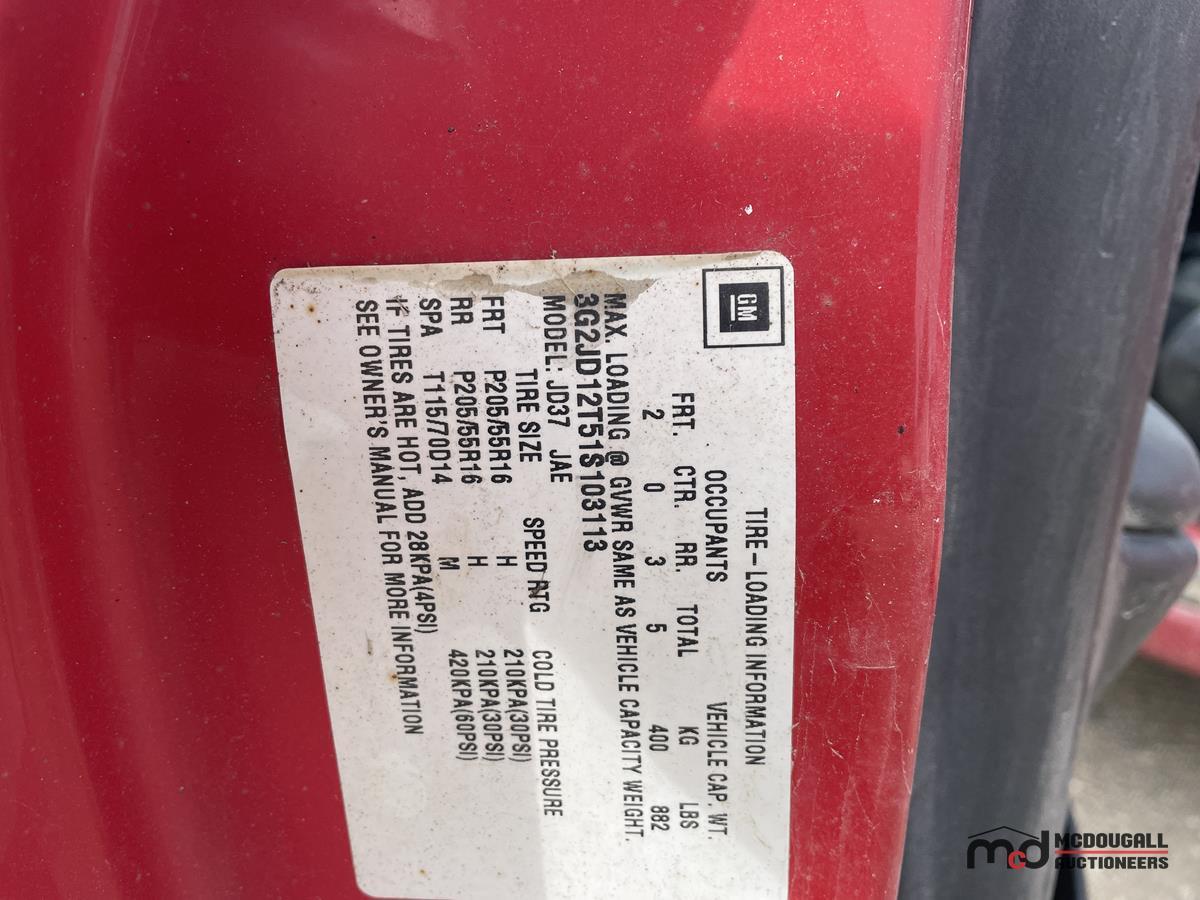 GM
TIRE-LOADING INFORMATION
OCCUPANTS VEHICLE CAP. WT.
FRT. CTR. RR. TOTAL KG LBS
2 0 3 5 400 882
MAX. LOADING @ GVWR SAME AS VEHICLE CAPACITY WEIGHT.
3G2JD12T51S103113
MODEL: JD37 JAE
TIRE SIZE SPEED RTG COLD TIRE PRESSURE
FRT P205/55R16 H 210KPA(30PSI)
RR P205/55R16 H 210KPA(30PSI)
SPA T115/70D14 M 420KPA(60PSI)
IF TIRES ARE HOT, ADD 28KPA(4PSI)
SEE OWNER'S MANUAL FOR MORE INFORMATION
mcd MCDOUGALL
AUCTIONEERS